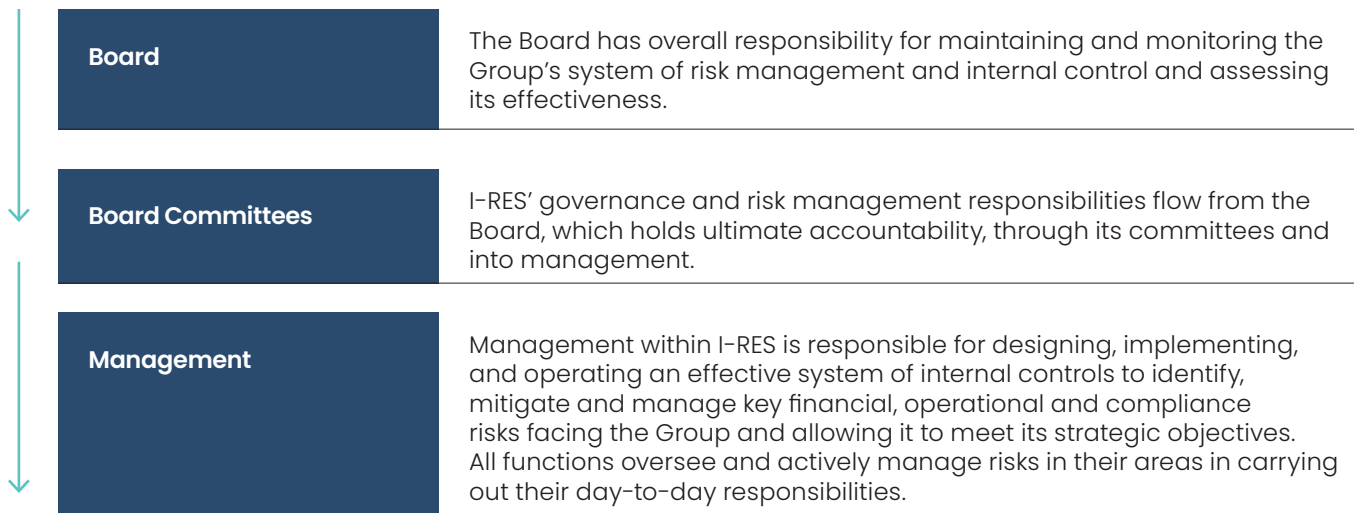 Board
The Board has overall responsibility for maintaining and monitoring the
Group’s system of risk management and internal control and assessing
its effectiveness.
Board Committees
I-RES’ governance and risk management responsibilities flow from the
Board, which holds ultimate accountability, through its committees and
into management.
Management
Management within I-RES is responsible for designing, implementing,
and operating an effective system of internal controls to identify,
mitigate and manage key financial, operational and compliance
risks facing the Group and allowing it to meet its strategic objectives.
All functions oversee and actively manage risks in their areas in carrying
out their day-to-day responsibilities.